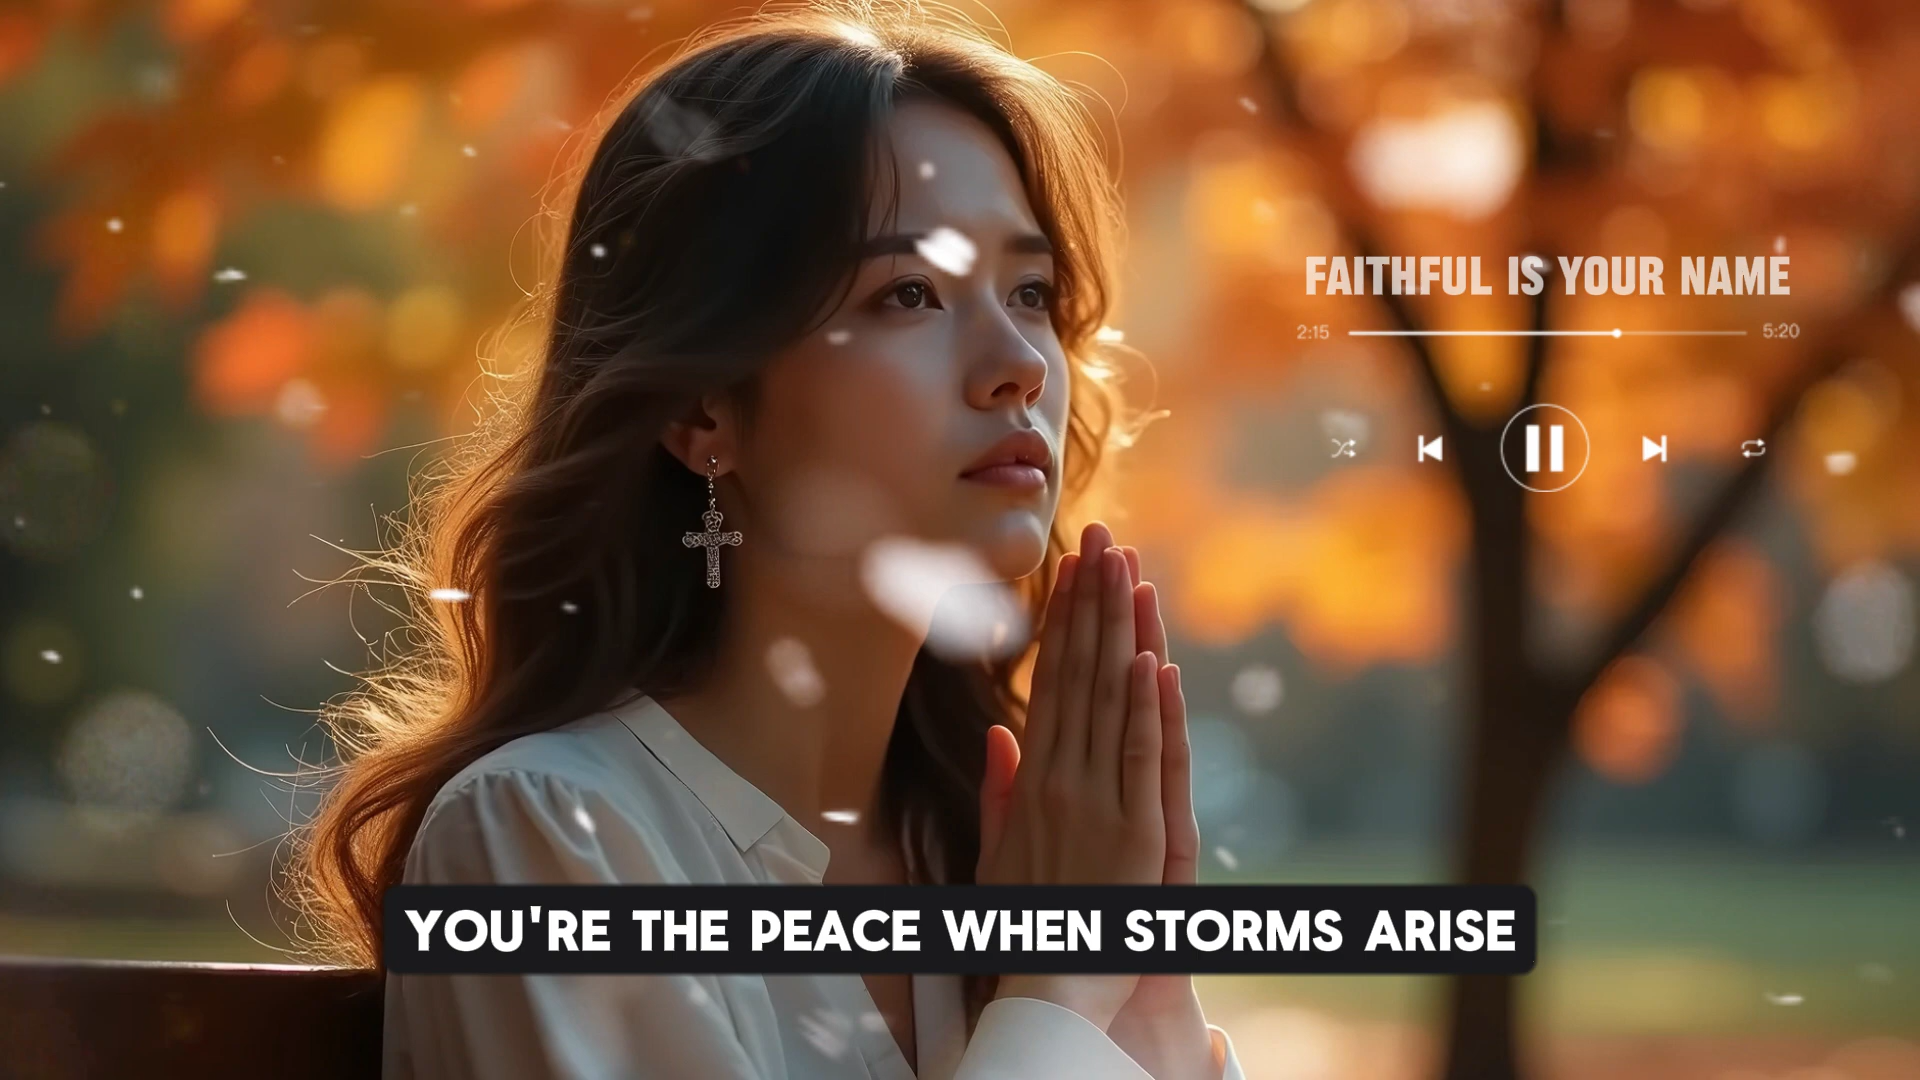 FAITHFUL IS YOUR NAME
2:15 5:20
YOU'RE THE PEACE WHEN STORMS ARISE